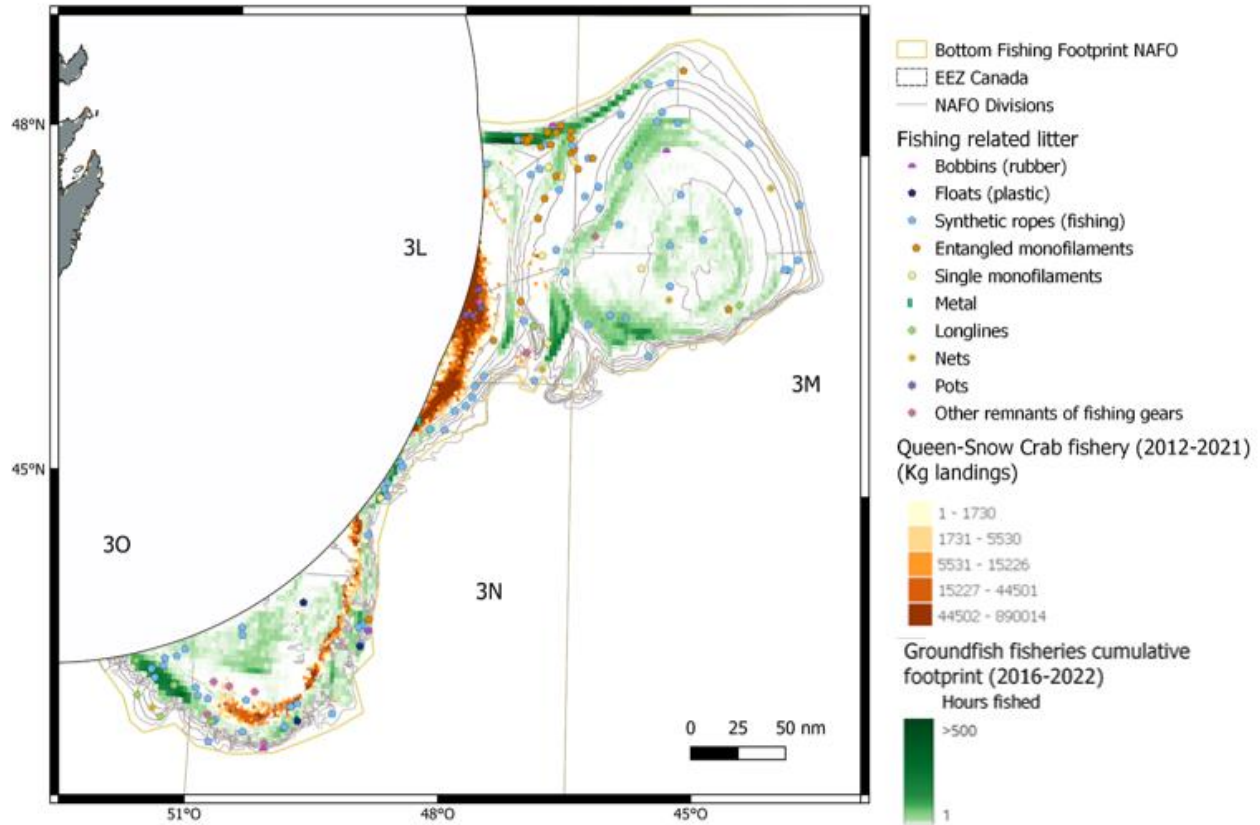 48°N
45°N
51°O
48°O
45°O
3L
3M
3O
3N
0 25 50 nm
Bottom Fishing Footprint NAFO
EEZ Canada
NAFO Divisions
Fishing related litter
Bobbins (rubber)
Floats (plastic)
Synthetic ropes (fishing)
Entangled monofilaments
Single monofilaments
Metal
Longlines
Nets
Pots
Other remnants of fishing gears
Queen-Snow Crab fishery (2012-2021)
(Kg landings)
1 - 1730
1731 - 5530
5531 - 15226
15227 - 44501
44502 - 890014
Groundfish fisheries cumulative
footprint (2016-2022)
Hours fished
>500
1